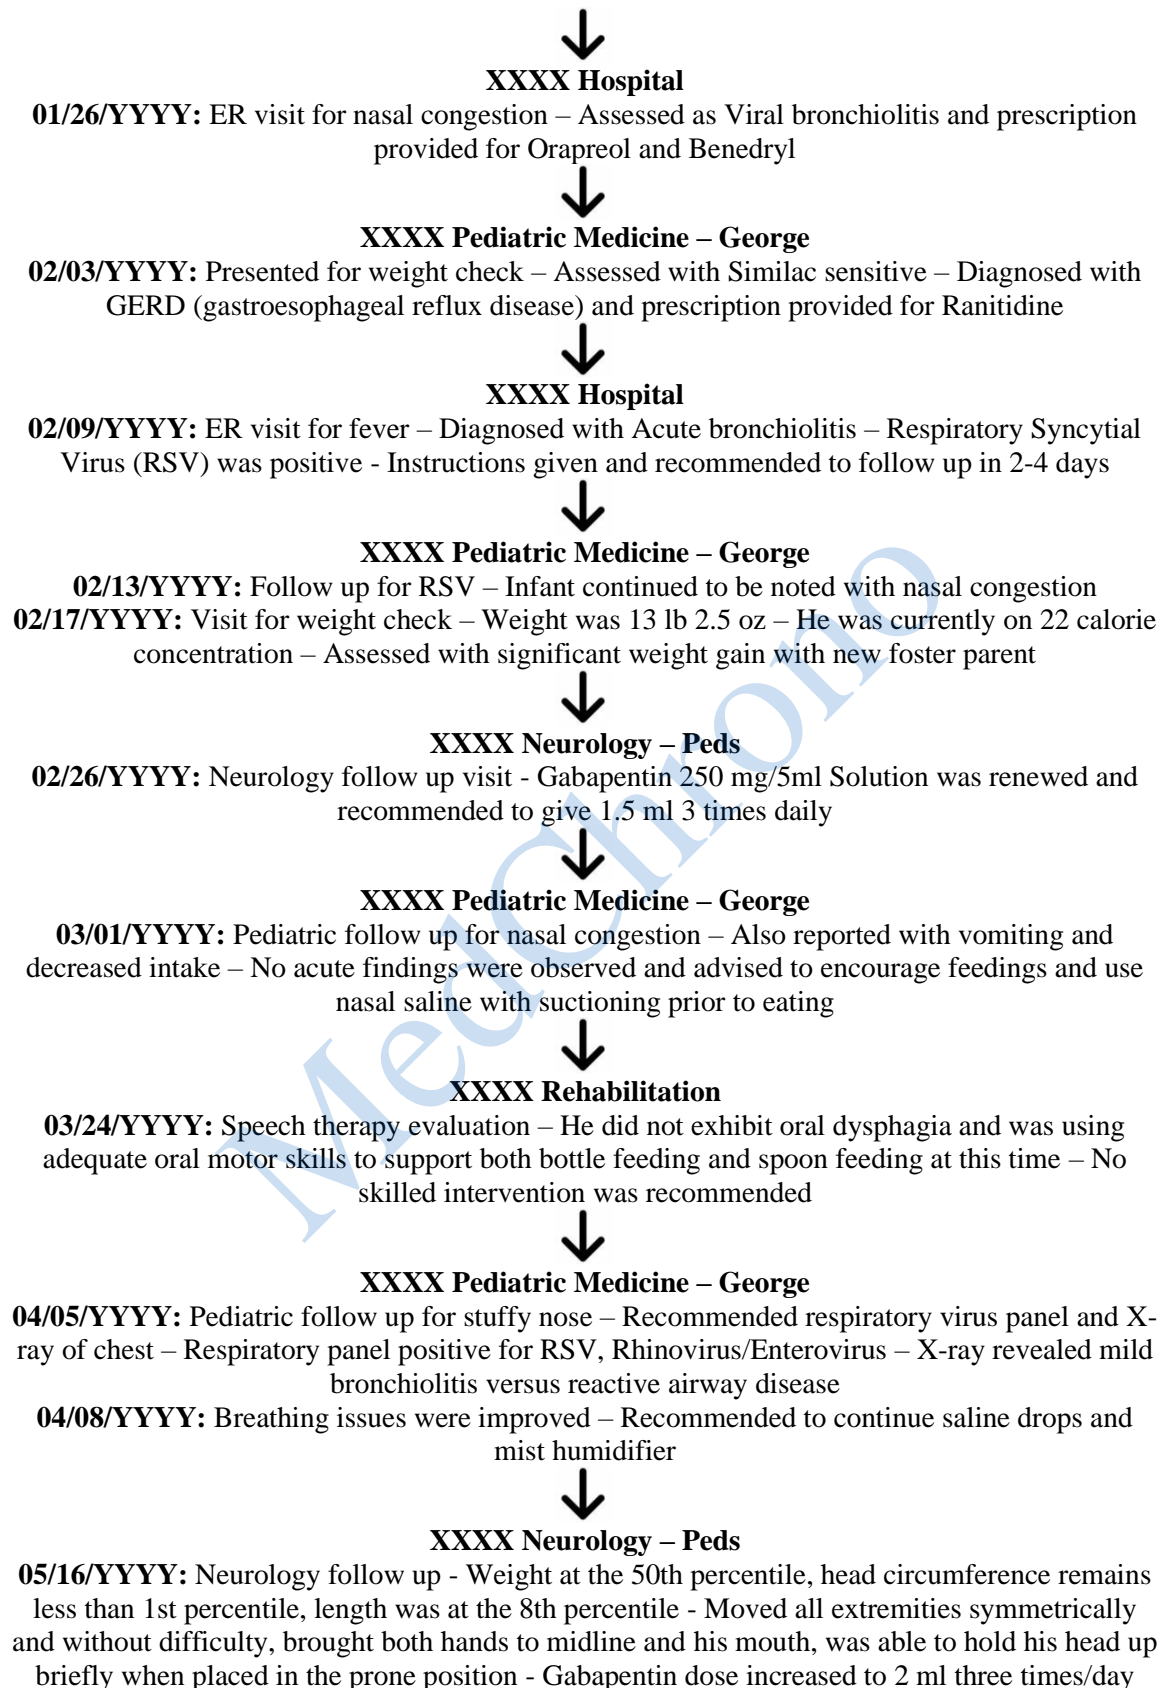 XXXX Hospital
01/26/YYYY: ER visit for nasal congestion – Assessed as Viral bronchiolitis and prescription
provided for Orapreol and Benedryl
XXXX Pediatric Medicine – George
02/03/YYYY: Presented for weight check – Assessed with Similac sensitive – Diagnosed with
GERD (gastroesophageal reflux disease) and prescription provided for Ranitidine
XXXX Hospital
02/09/YYYY: ER visit for fever – Diagnosed with Acute bronchiolitis – Respiratory Syncytial
Virus (RSV) was positive - Instructions given and recommended to follow up in 2-4 days
XXXX Pediatric Medicine – George
02/13/YYYY: Follow up for RSV – Infant continued to be noted with nasal congestion
02/17/YYYY: Visit for weight check – Weight was 13 lb 2.5 oz – He was currently on 22 calorie
concentration – Assessed with significant weight gain with new foster parent
XXXX Neurology – Peds
02/26/YYYY: Neurology follow up visit - Gabapentin 250 mg/5ml Solution was renewed and
recommended to give 1.5 ml 3 times daily
XXXX Pediatric Medicine – George
03/01/YYYY: Pediatric follow up for nasal congestion – Also reported with vomiting and
decreased intake – No acute findings were observed and advised to encourage feedings and use
nasal saline with suctioning prior to eating
XXXX Rehabilitation
03/24/YYYY: Speech therapy evaluation – He did not exhibit oral dysphagia and was using
adequate oral motor skills to support both bottle feeding and spoon feeding at this time – No
skilled intervention was recommended
XXXX Pediatric Medicine – George
04/05/YYYY: Pediatric follow up for stuffy nose – Recommended respiratory virus panel and X-
ray of chest – Respiratory panel positive for RSV, Rhinovirus/Enterovirus – X-ray revealed mild
bronchiolitis versus reactive airway disease
04/08/YYYY: Breathing issues were improved – Recommended to continue saline drops and
mist humidifier
XXXX Neurology – Peds
05/16/YYYY: Neurology follow up - Weight at the 50th percentile, head circumference remains
less than 1st percentile, length was at the 8th percentile - Moved all extremities symmetrically
and without difficulty, brought both hands to midline and his mouth, was able to hold his head up
briefly when placed in the prone position - Gabapentin dose increased to 2 ml three times/day
MedChrono